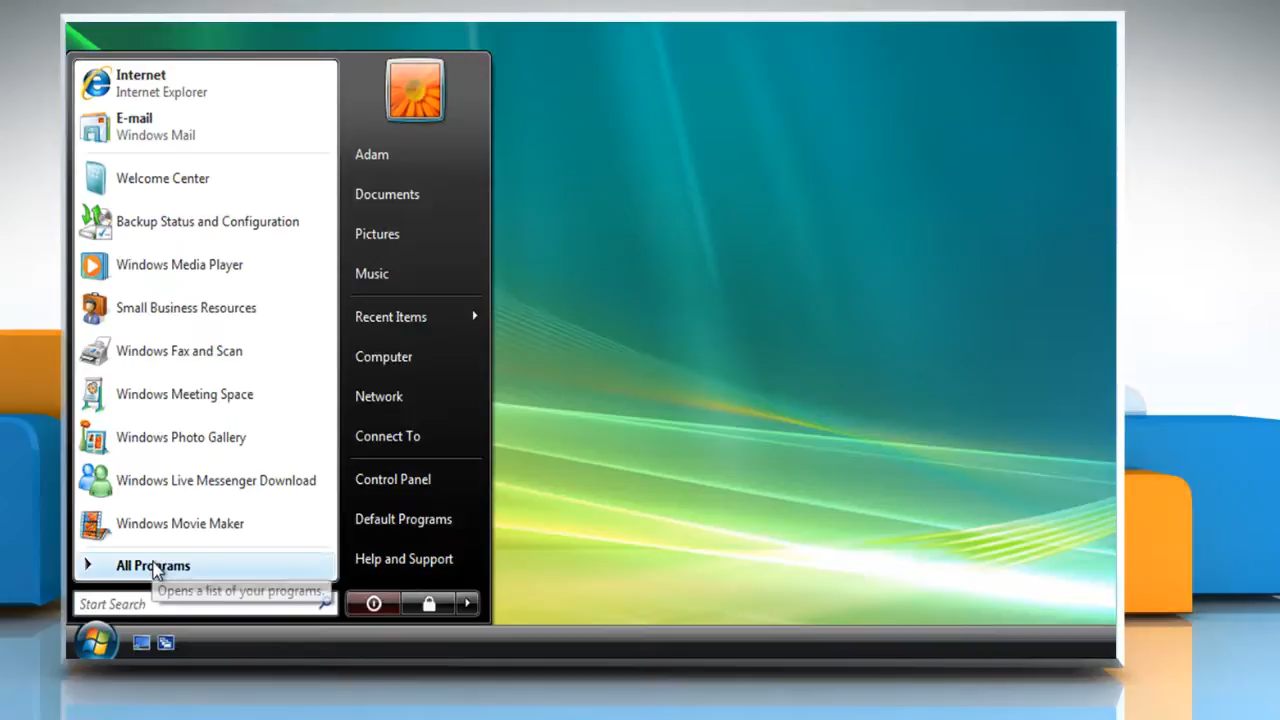 Internet
Internet Explorer
E-mail
Windows Mail
Welcome Center
Backup Status and Configuration
Windows Media Player
Small Business Resources
Windows Fax and Scan
Windows Meeting Space
Windows Photo Gallery
Windows Live Messenger Download
Windows Movie Maker
All Programs
Opens a list of your programs.
Start Search
Adam
Documents
Pictures
Music
Recent Items
Computer
Network
Connect To
Control Panel
Default Programs
Help and Support